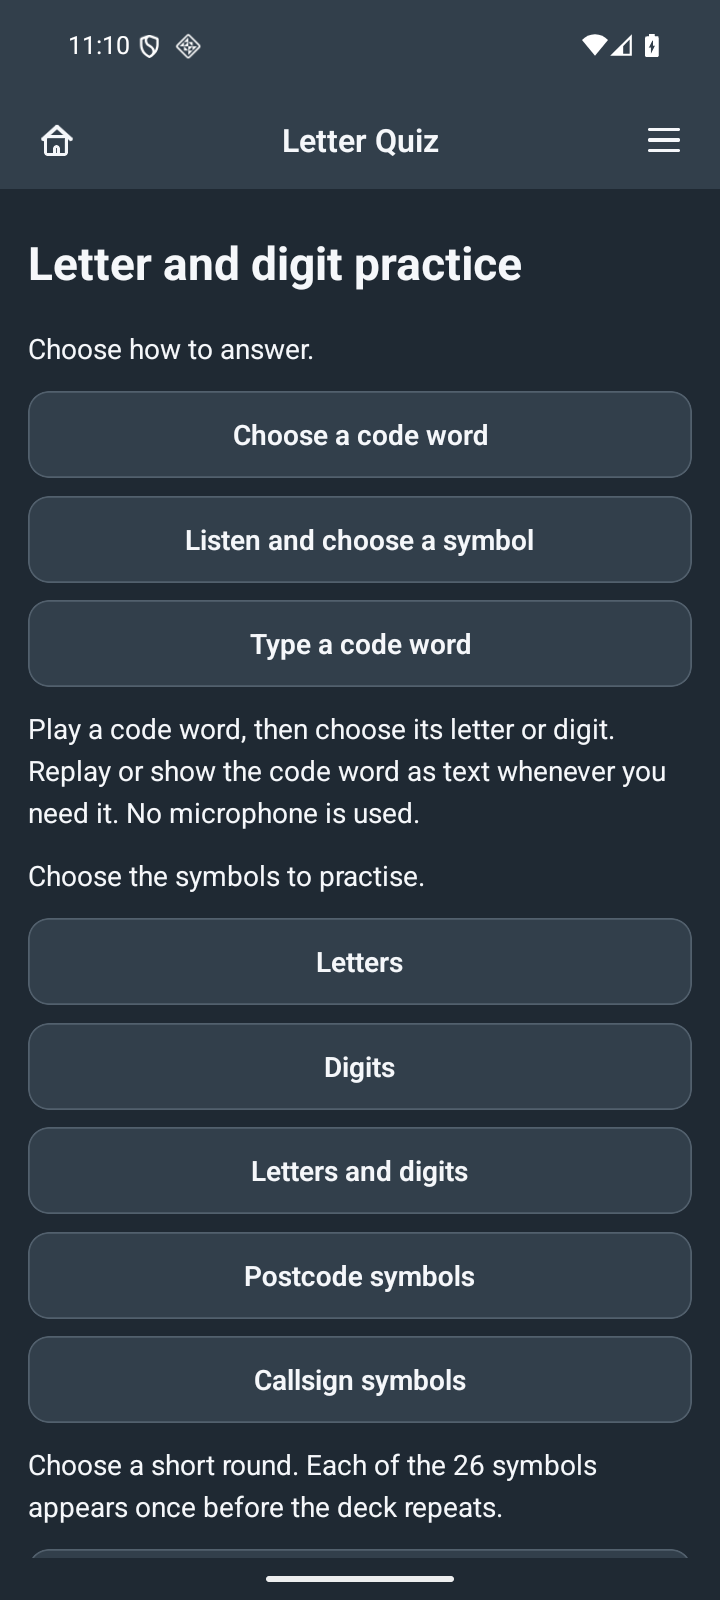 11:10
Letter Quiz
Letter and digit practice
Choose how to answer.
Choose a code word
Listen and choose a symbol
Type a code word
Play a code word, then choose its letter or digit.
Replay or show the code word as text whenever you
need it. No microphone is used.
Choose the symbols to practise.
Letters
Digits
Letters and digits
Postcode symbols
Callsign symbols
Choose a short round. Each of the 26 symbols
appears once before the deck repeats.